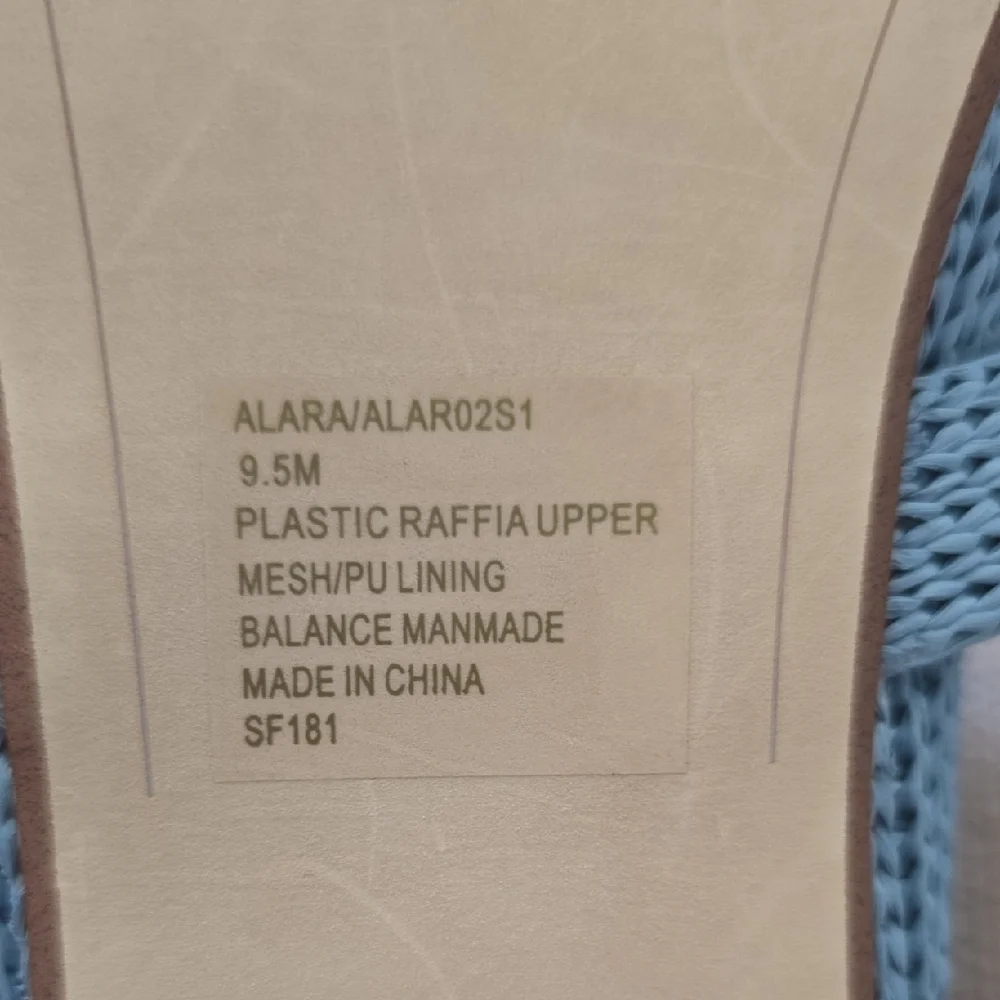 ALARA/ALAR02S1
9.5M
PLASTIC RAFFIA UPPER
MESH/PU LINING
BALANCE MANMADE
MADE IN CHINA
SF181